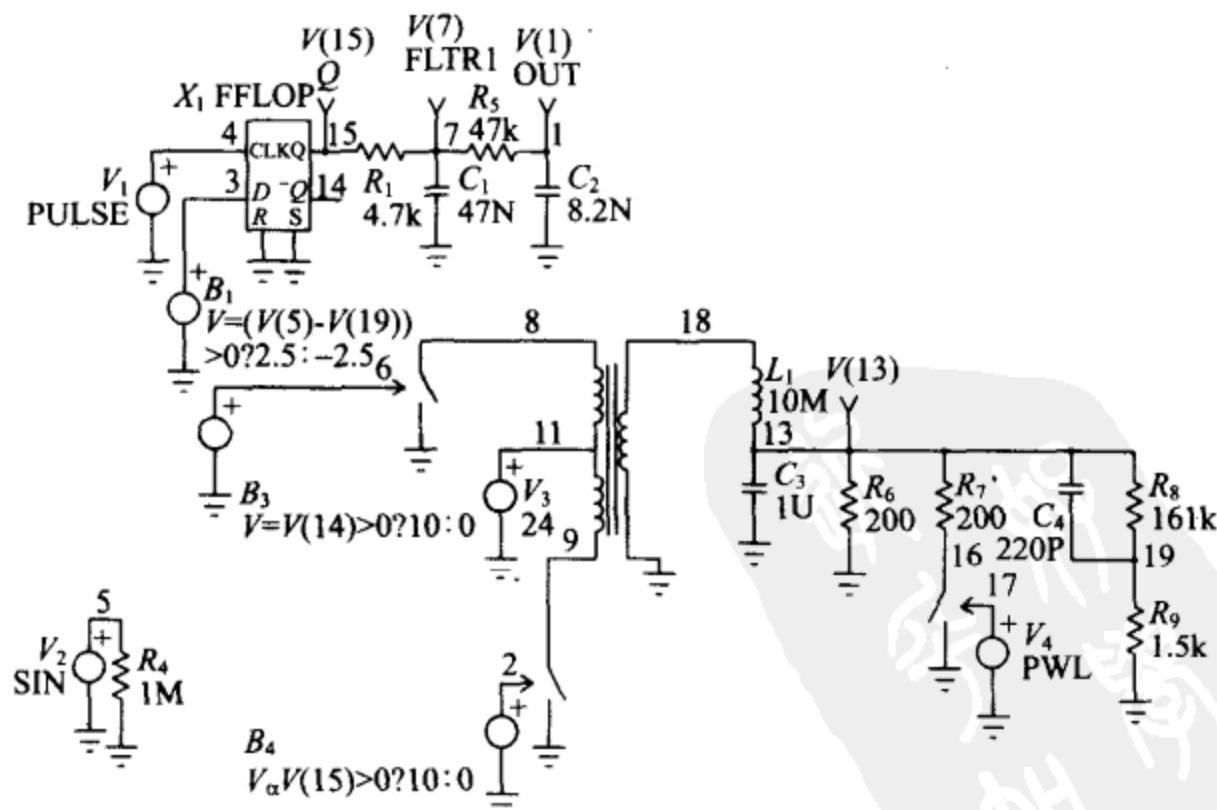 V(15)
Q
V(7)
FLTR1
V(1)
OUT
X₁ FFLOP
R₅
47k
4
15
7
1
CLKQ
V₁
PULSE
3
D
⁻Q
14
R
S
R₁
4.7k
C₁
47N
C₂
8.2N
B₁
V=(V(5)-V(19))
>0?2.5:-2.5
6
8
18
L₁
10M
V(13)
13
11
V₃
24
B₃
V=V(14)>0?10:0
9
C₃
1U
R₆
200
R₇
200
C₄
220P
R₈
161k
16
19
17
V₄
PWL
R₉
1.5k
5
V₂
SIN
R₄
1M
2
B₄
VαV(15)>0?10:0